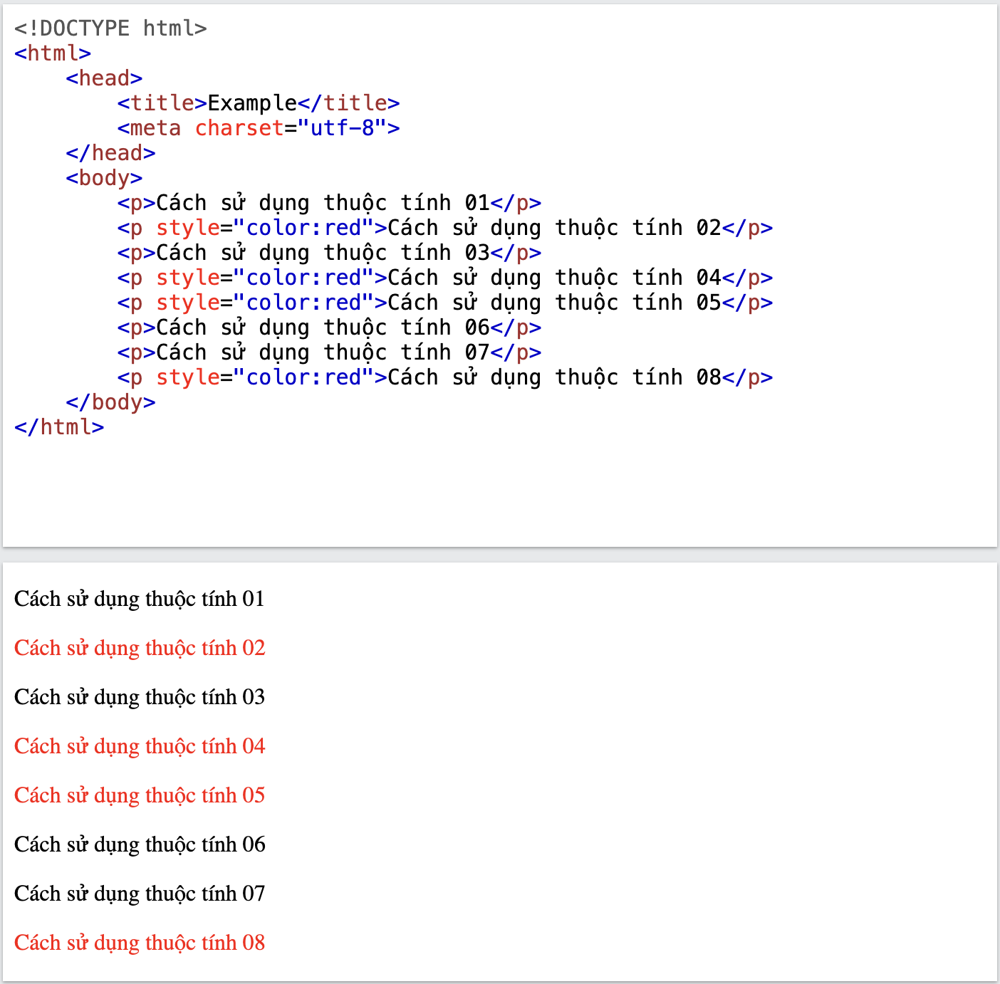 <!DOCTYPE html>
<html>
    <head>
        <title>Example</title>
        <meta charset="utf-8">
    </head>
    <body>
        <p>Cách sử dụng thuộc tính 01</p>
        <p style="color:red">Cách sử dụng thuộc tính 02</p>
        <p>Cách sử dụng thuộc tính 03</p>
        <p style="color:red">Cách sử dụng thuộc tính 04</p>
        <p style="color:red">Cách sử dụng thuộc tính 05</p>
        <p>Cách sử dụng thuộc tính 06</p>
        <p>Cách sử dụng thuộc tính 07</p>
        <p style="color:red">Cách sử dụng thuộc tính 08</p>
    </body>
</html>
Cách sử dụng thuộc tính 01
Cách sử dụng thuộc tính 02
Cách sử dụng thuộc tính 03
Cách sử dụng thuộc tính 04
Cách sử dụng thuộc tính 05
Cách sử dụng thuộc tính 06
Cách sử dụng thuộc tính 07
Cách sử dụng thuộc tính 08